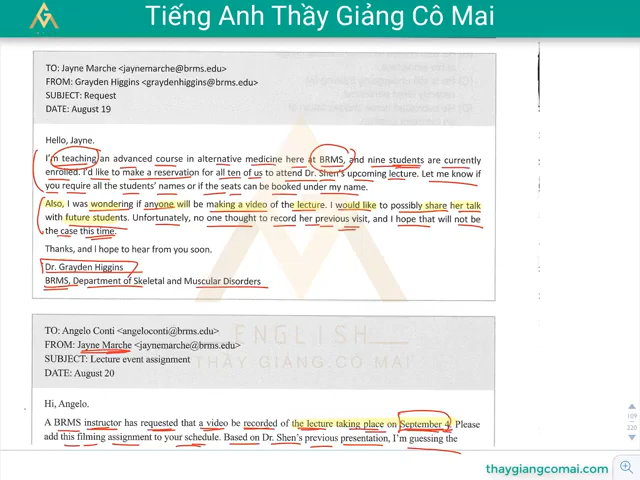 Tiếng Anh Thầy Giảng Cô Mai
TO: Jayne Marche <jaynemarche@brms.edu>
FROM: Grayden Higgins <graydenhiggins@brms.edu>
SUBJECT: Request
DATE: August 19
Hello, Jayne.
I'm teaching an advanced course in alternative medicine here at BRMS, and nine students are currently
enrolled. I'd like to make a reservation for all ten of us to attend Dr. Shen's upcoming lecture. Let me know if
you require all the students' names or if the seats can be booked under my name.
Also, I was wondering if anyone will be making a video of the lecture. I would like to possibly share her talk
with future students. Unfortunately, no one thought to record her previous visit, and I hope that will not be
the case this time.
Thanks, and I hope to hear from you soon.
Dr. Grayden Higgins
BRMS, Department of Skeletal and Muscular Disorders
ENGLISH
THẦY GIẢNG CÔ MAI
TO: Angelo Conti <angeloconti@brms.edu>
FROM: Jayne Marche <jaynemarche@brms.edu>
SUBJECT: Lecture event assignment
DATE: August 20
Hi, Angelo.
A BRMS instructor has requested that a video be recorded of the lecture taking place on September 4. Please
add this filming assignment to your schedule. Based on Dr. Shen's previous presentation, I'm guessing the
109
220
thaygiangcomai.com